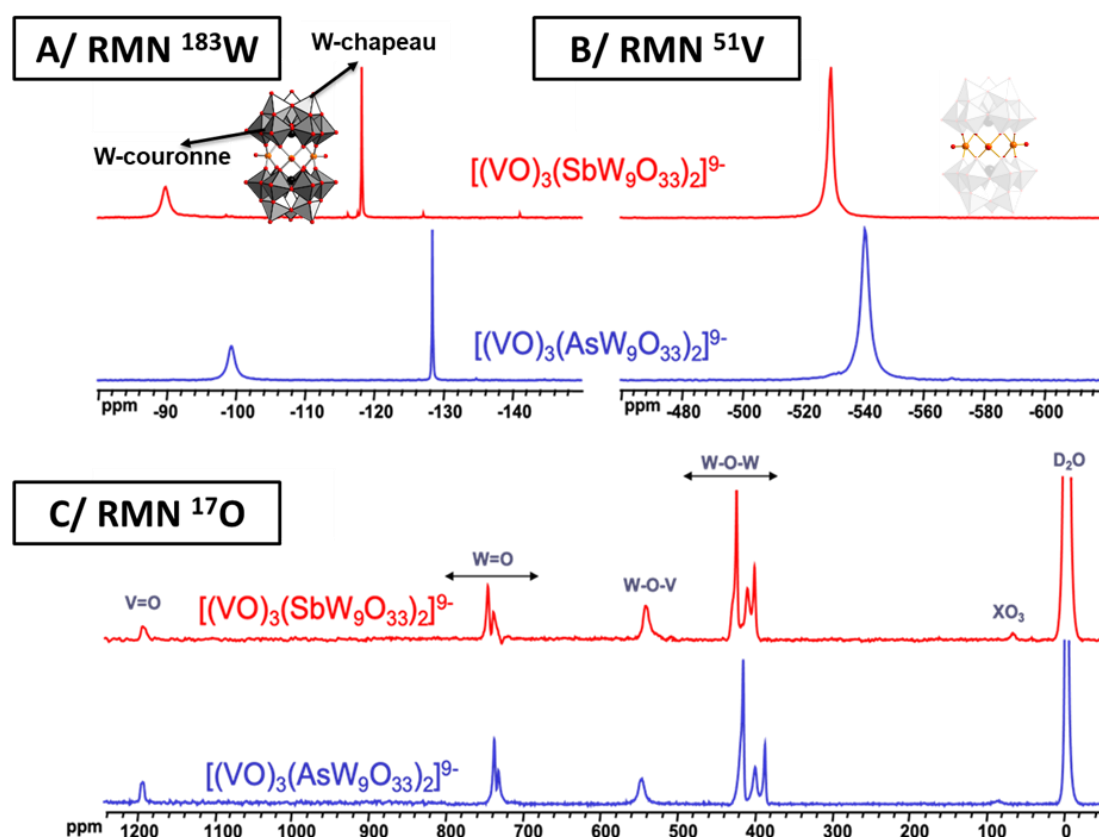 A/ RMN ¹⁸³W
W-chapeau
W-couronne
B/ RMN ⁵¹V
[(VO)₃(SbW₉O₃₃)₂]⁹⁻
[(VO)₃(AsW₉O₃₃)₂]⁹⁻
ppm -90 -100 -110 -120 -130 -140
ppm -480 -500 -520 -540 -560 -580 -600
C/ RMN ¹⁷O
W-O-W
D₂O
W=O
V=O
W-O-V
XO₃
[(VO)₃(SbW₉O₃₃)₂]⁹⁻
[(VO)₃(AsW₉O₃₃)₂]⁹⁻
ppm 1200 1100 1000 900 800 700 600 500 400 300 200 100 0